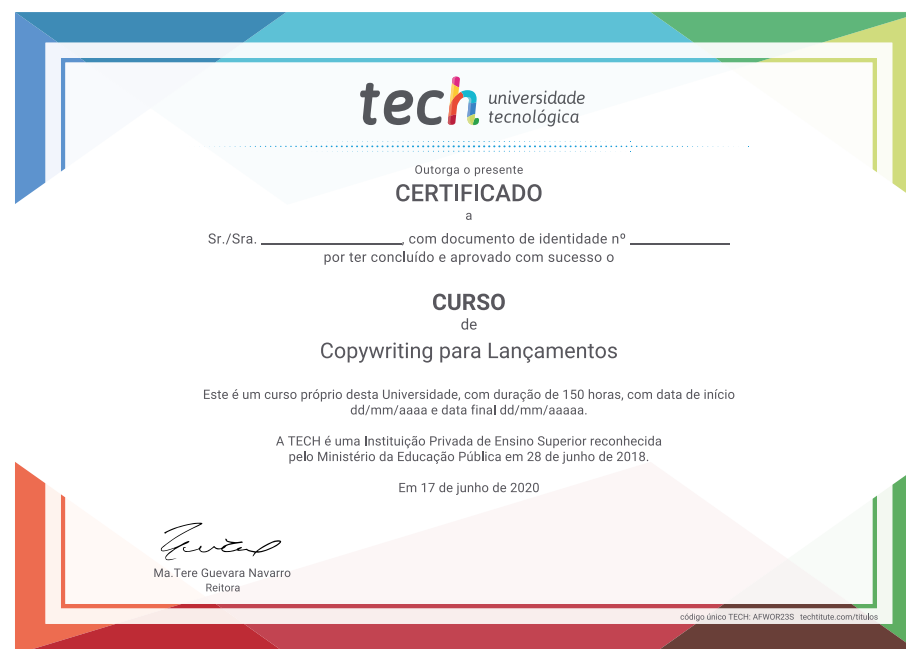 tech universidade
tecnológica
Outorga o presente
CERTIFICADO
a
Sr./Sra. ____________________, com documento de identidade nº ______________
por ter concluído e aprovado com sucesso o
CURSO
de
Copywriting para Lançamentos
Este é um curso próprio desta Universidade, com duração de 150 horas, com data de início
dd/mm/aaaa e data final dd/mm/aaaaa.
A TECH é uma Instituição Privada de Ensino Superior reconhecida
pelo Ministério da Educação Pública em 28 de junho de 2018.
Em 17 de junho de 2020
Ma.Tere Guevara Navarro
Reitora
código único TECH: AFWOR23S techtitute.com/titulos